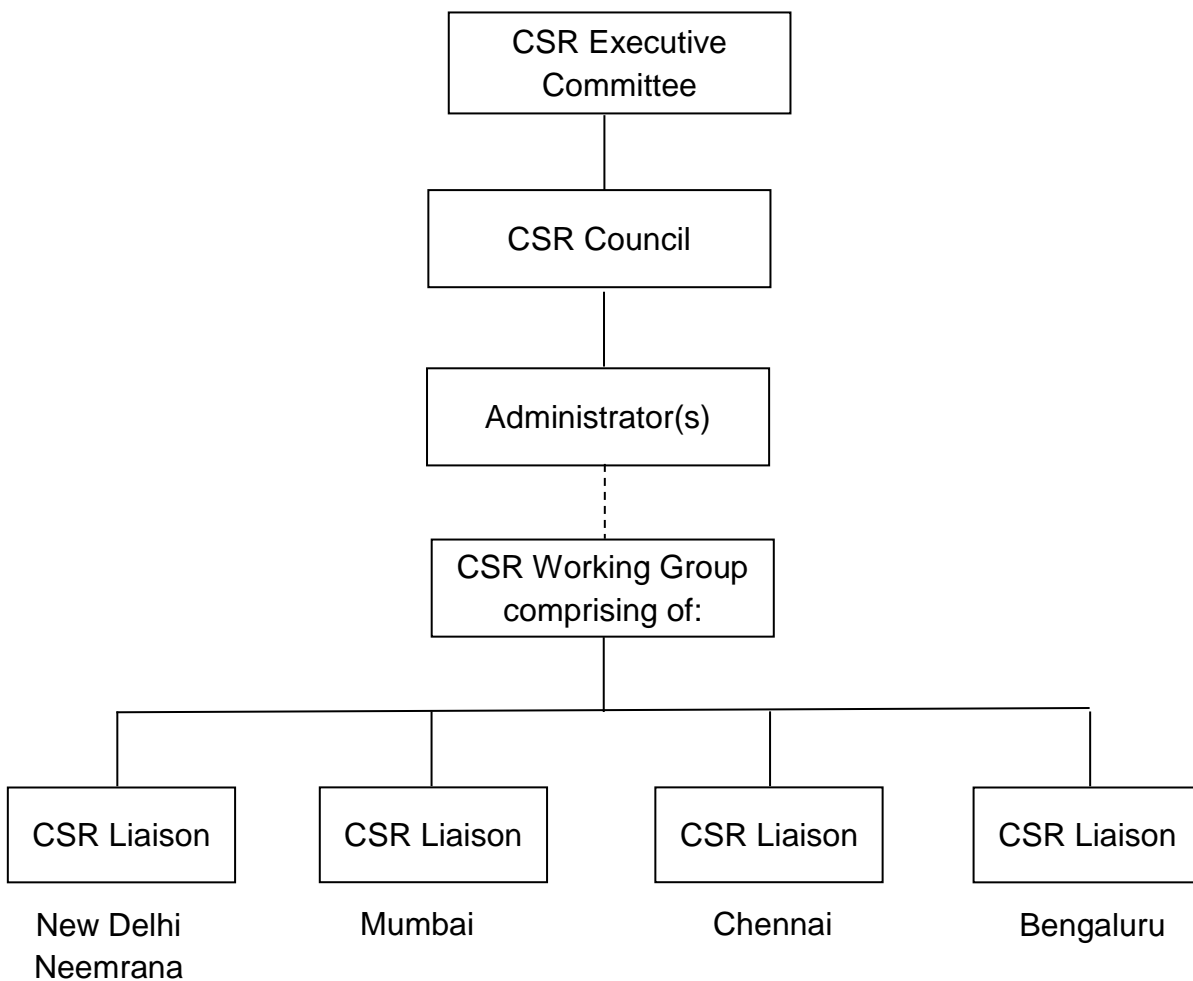 CSR Executive
Committee
CSR Council
Administrator(s)
CSR Working Group
comprising of:
CSR Liaison
CSR Liaison
CSR Liaison
CSR Liaison
New Delhi
Neemrana
Mumbai
Chennai
Bengaluru